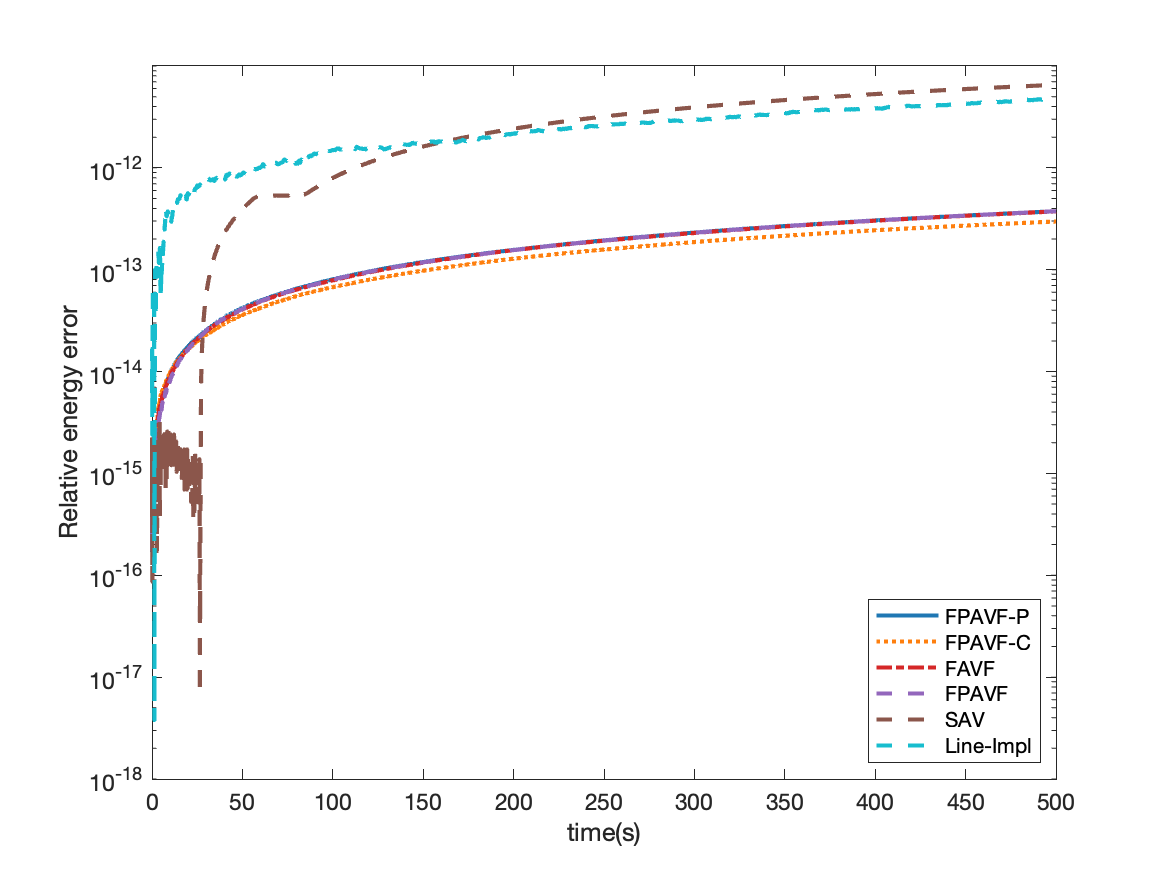 10^-12
10^-13
10^-14
10^-15
10^-16
10^-17
10^-18
Relative energy error
0 50 100 150 200 250 300 350 400 450 500
time(s)
FPAVF-P
FPAVF-C
FAVF
FPAVF
SAV
Line-Impl